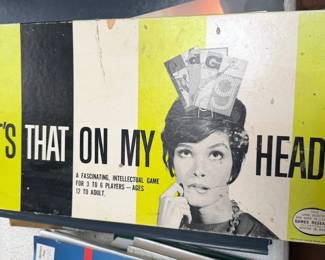 'S THAT ON MY HEAD
A FASCINATING, INTELLECTUAL GAME
FOR 3 TO 6 PLAYERS—AGES
12 TO ADULT.